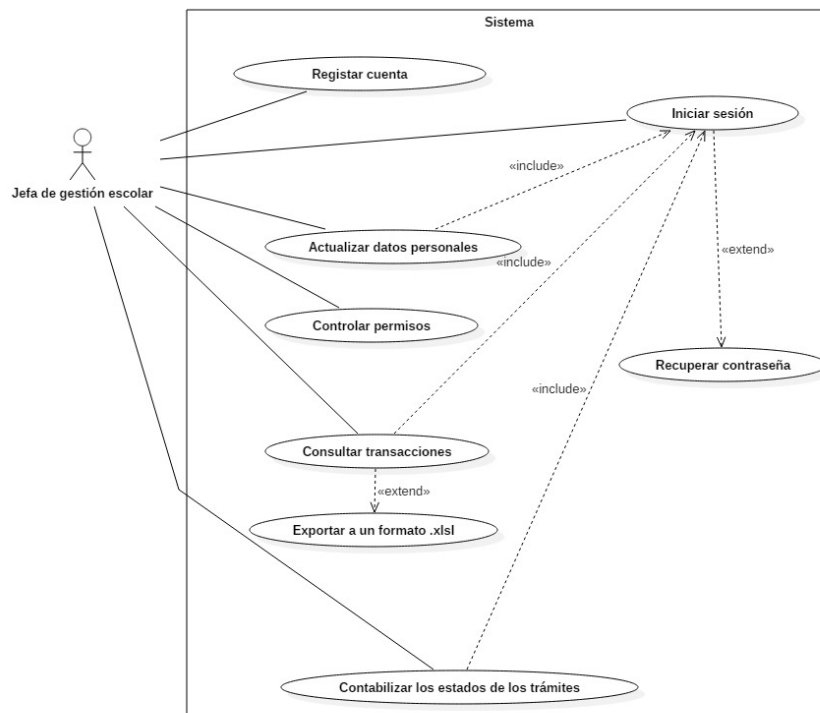 Sistema
Registar cuenta
Iniciar sesión
«include»
Jefa de gestión escolar
Actualizar datos personales
«include»
«extend»
Controlar permisos
Recuperar contraseña
«include»
Consultar transacciones
«extend»
Exportar a un formato .xlsl
Contabilizar los estados de los trámites